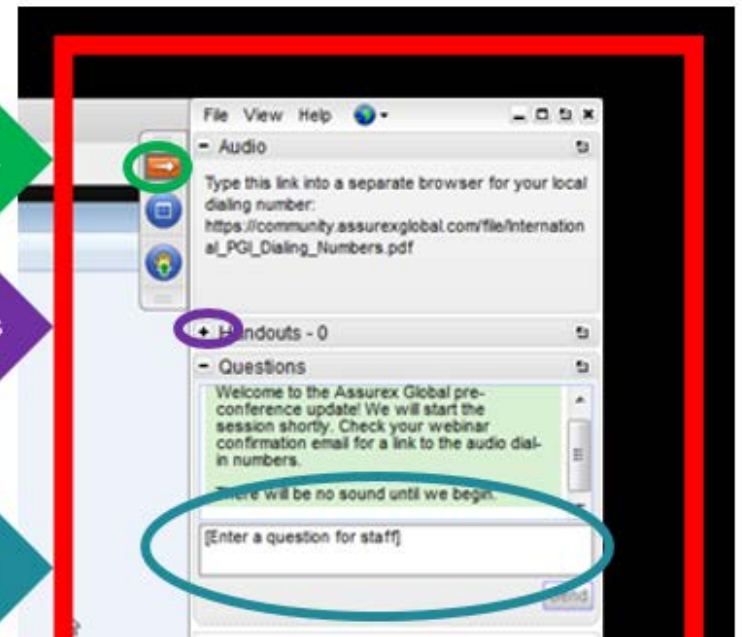 File View Help
- Audio
Type this link into a separate browser for your local
dialing number:
https://community.assurexglobal.com/file/Internation
al_PGI_Dialing_Numbers.pdf
+ Handouts - 0
- Questions
Welcome to the Assurex Global pre-
conference update! We will start the
session shortly. Check your webinar
confirmation email for a link to the audio dial-
in numbers.
There will be no sound until we begin.
[Enter a question for staff]
Send